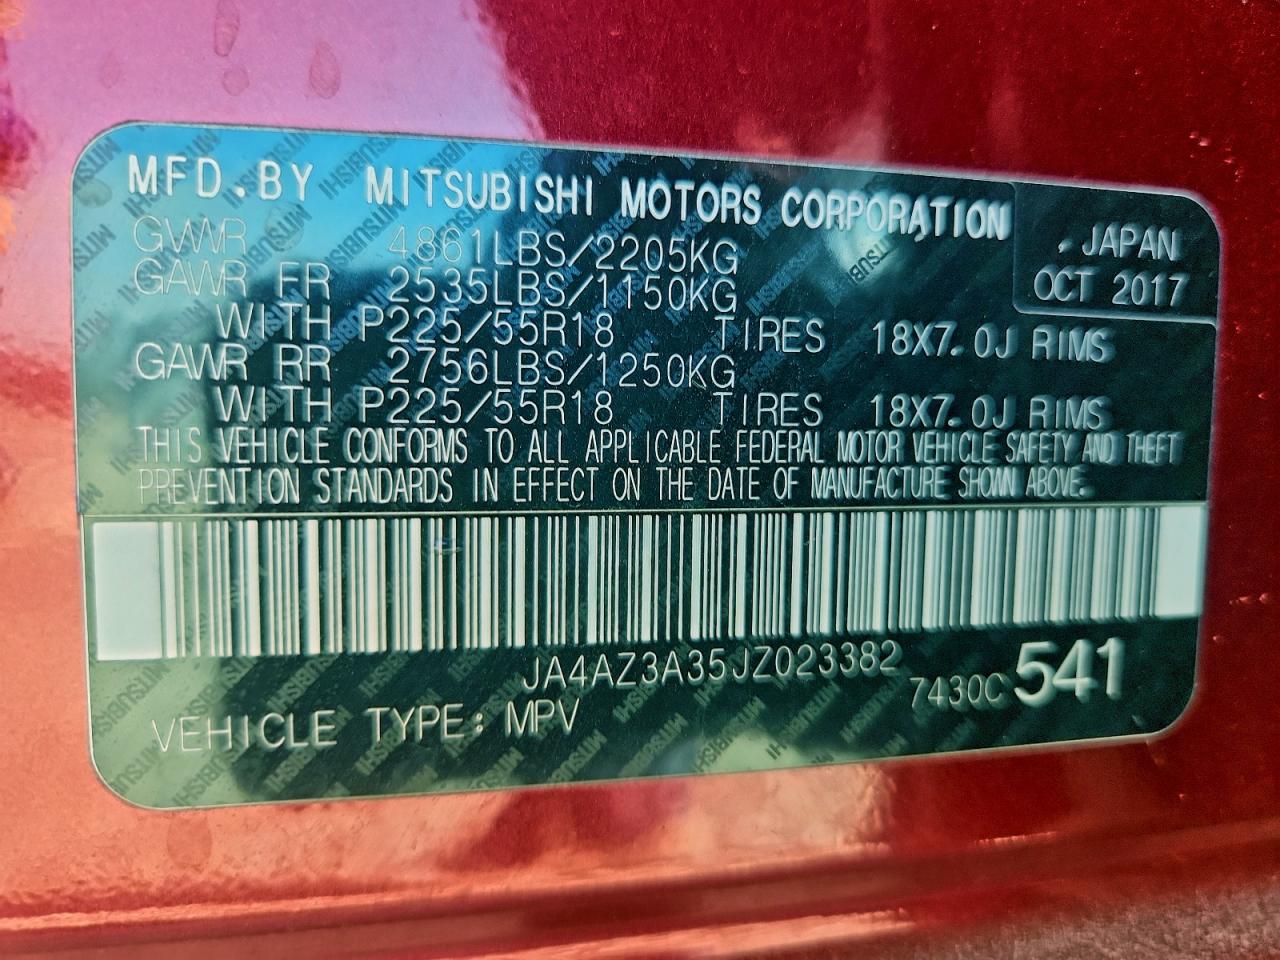 MFD.BY MITSUBISHI MOTORS CORPORATION
JAPAN
OCT 2017
GVWR 4861LBS/2205KG
GAWR FR 2535LBS/1150KG
WITH P225/55R18 TIRES 18X7.0J RIMS
GAWR RR 2756LBS/1250KG
WITH P225/55R18 TIRES 18X7.0J RIMS
THIS VEHICLE CONFORMS TO ALL APPLICABLE FEDERAL MOTOR VEHICLE SAFETY AND THEFT
PREVENTION STANDARDS IN EFFECT ON THE DATE OF MANUFACTURE SHOWN ABOVE.
JA4AZ3A35JZ023382
7430C 541
VEHICLE TYPE: MPV